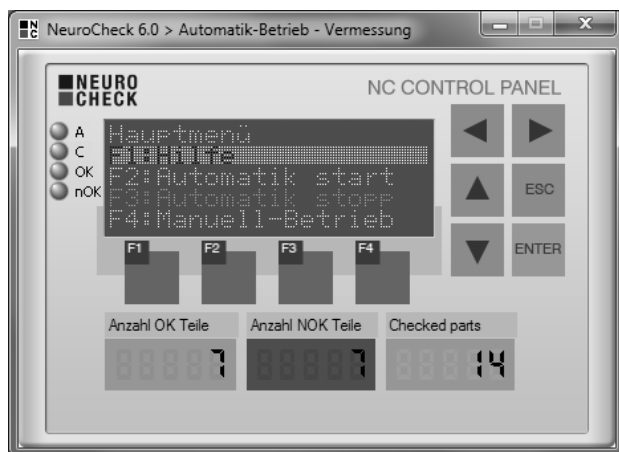 NC NeuroCheck 6.0 > Automatik-Betrieb - Vermessung
NEURO
CHECK
NC CONTROL PANEL
A
C
OK
nOK
Hauptmenü
F1:Hilfe
F2:Automatik start
F3:Automatik stopp
F4:Manuell-Betrieb
ESC
ENTER
F1 F2 F3 F4
Anzahl OK Teile Anzahl NOK Teile Checked parts
7 7 14